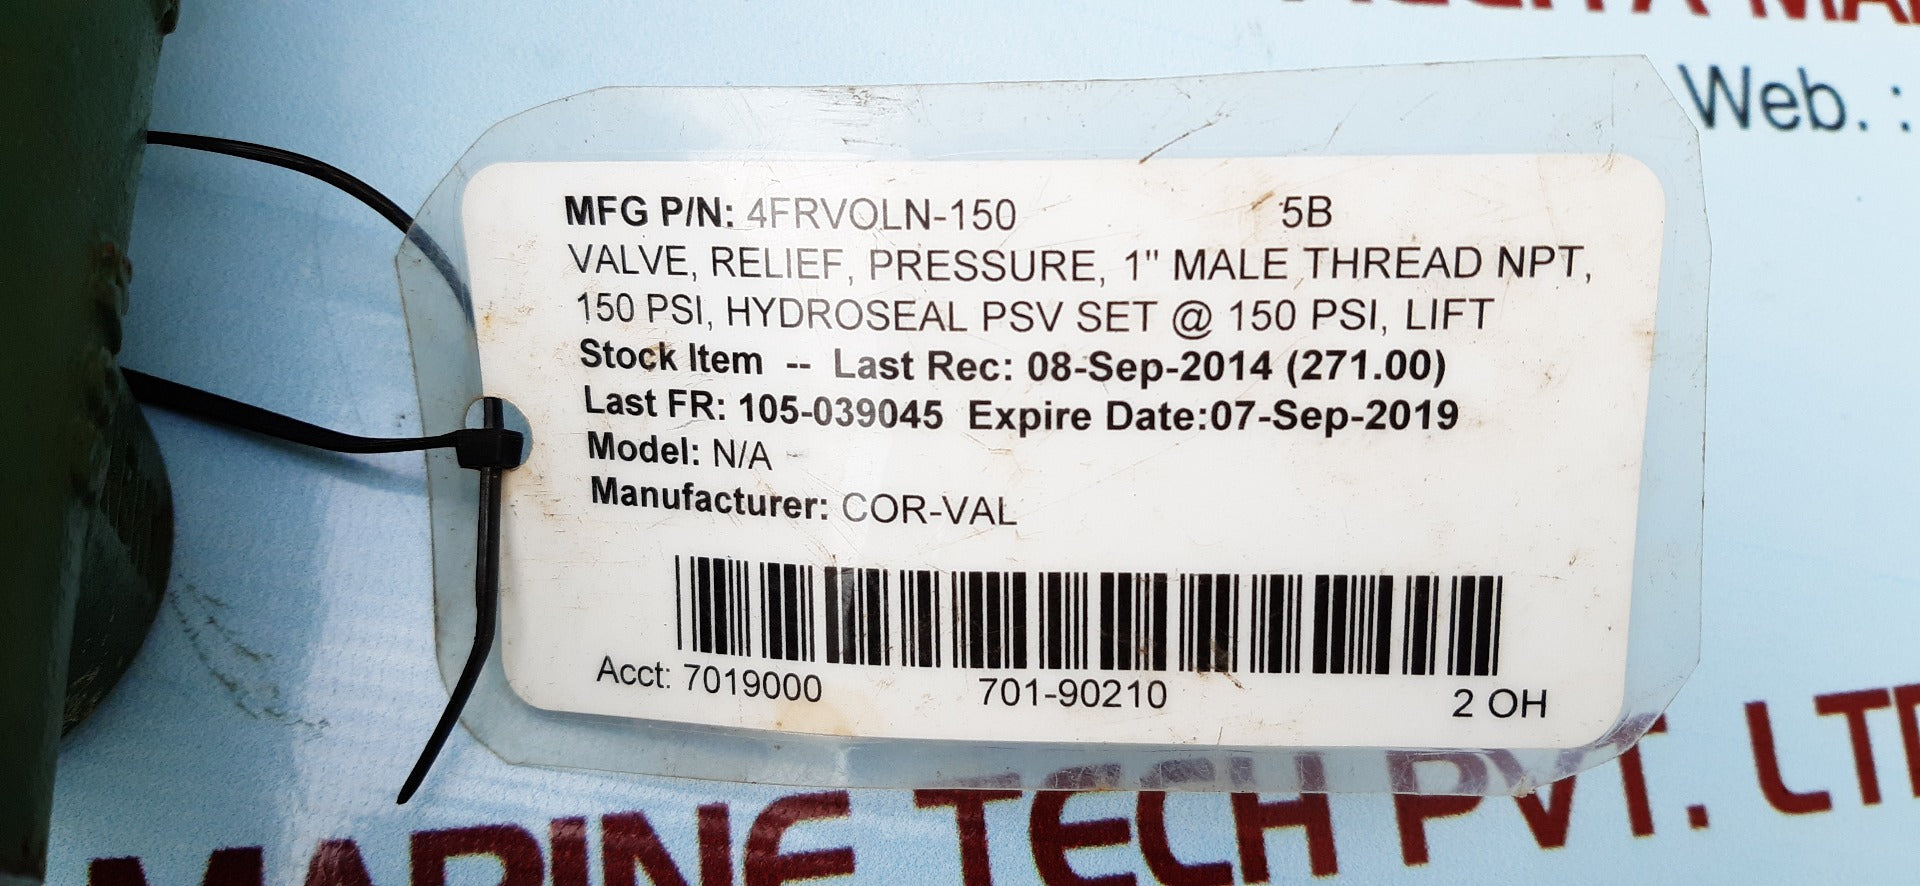 Web. :
MFG P/N: 4FRVOLN-150 5B
VALVE, RELIEF, PRESSURE, 1" MALE THREAD NPT,
150 PSI, HYDROSEAL PSV SET @ 150 PSI, LIFT
Stock Item -- Last Rec: 08-Sep-2014 (271.00)
Last FR: 105-039045 Expire Date:07-Sep-2019
Model: N/A
Manufacturer: COR-VAL
Acct: 7019000 701-90210 2 OH
MARINE TECH PVT. LT